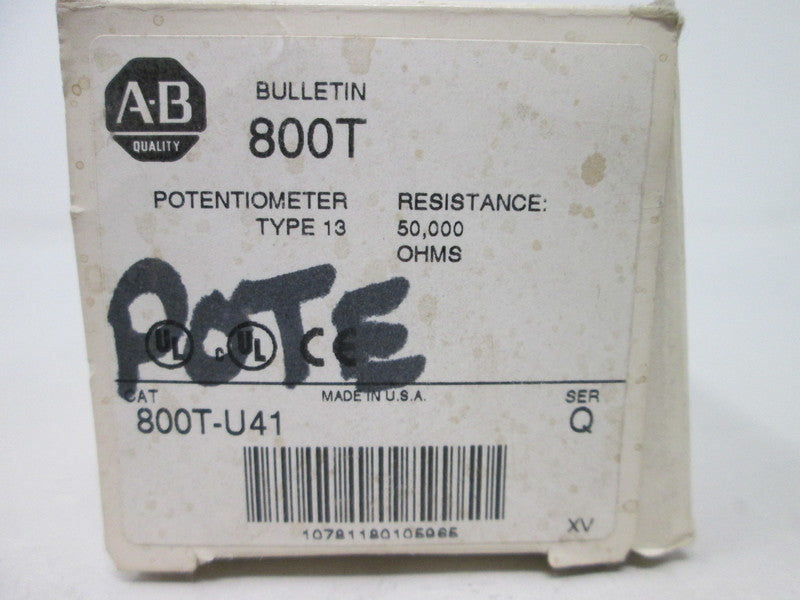 A·B
QUALITY
BULLETIN
800T
POTENTIOMETER
TYPE 13
RESISTANCE:
50,000
OHMS
POTE
UL c UL CE
CAT
MADE IN U.S.A.
SER
800T-U41
Q
10781180105965
XV